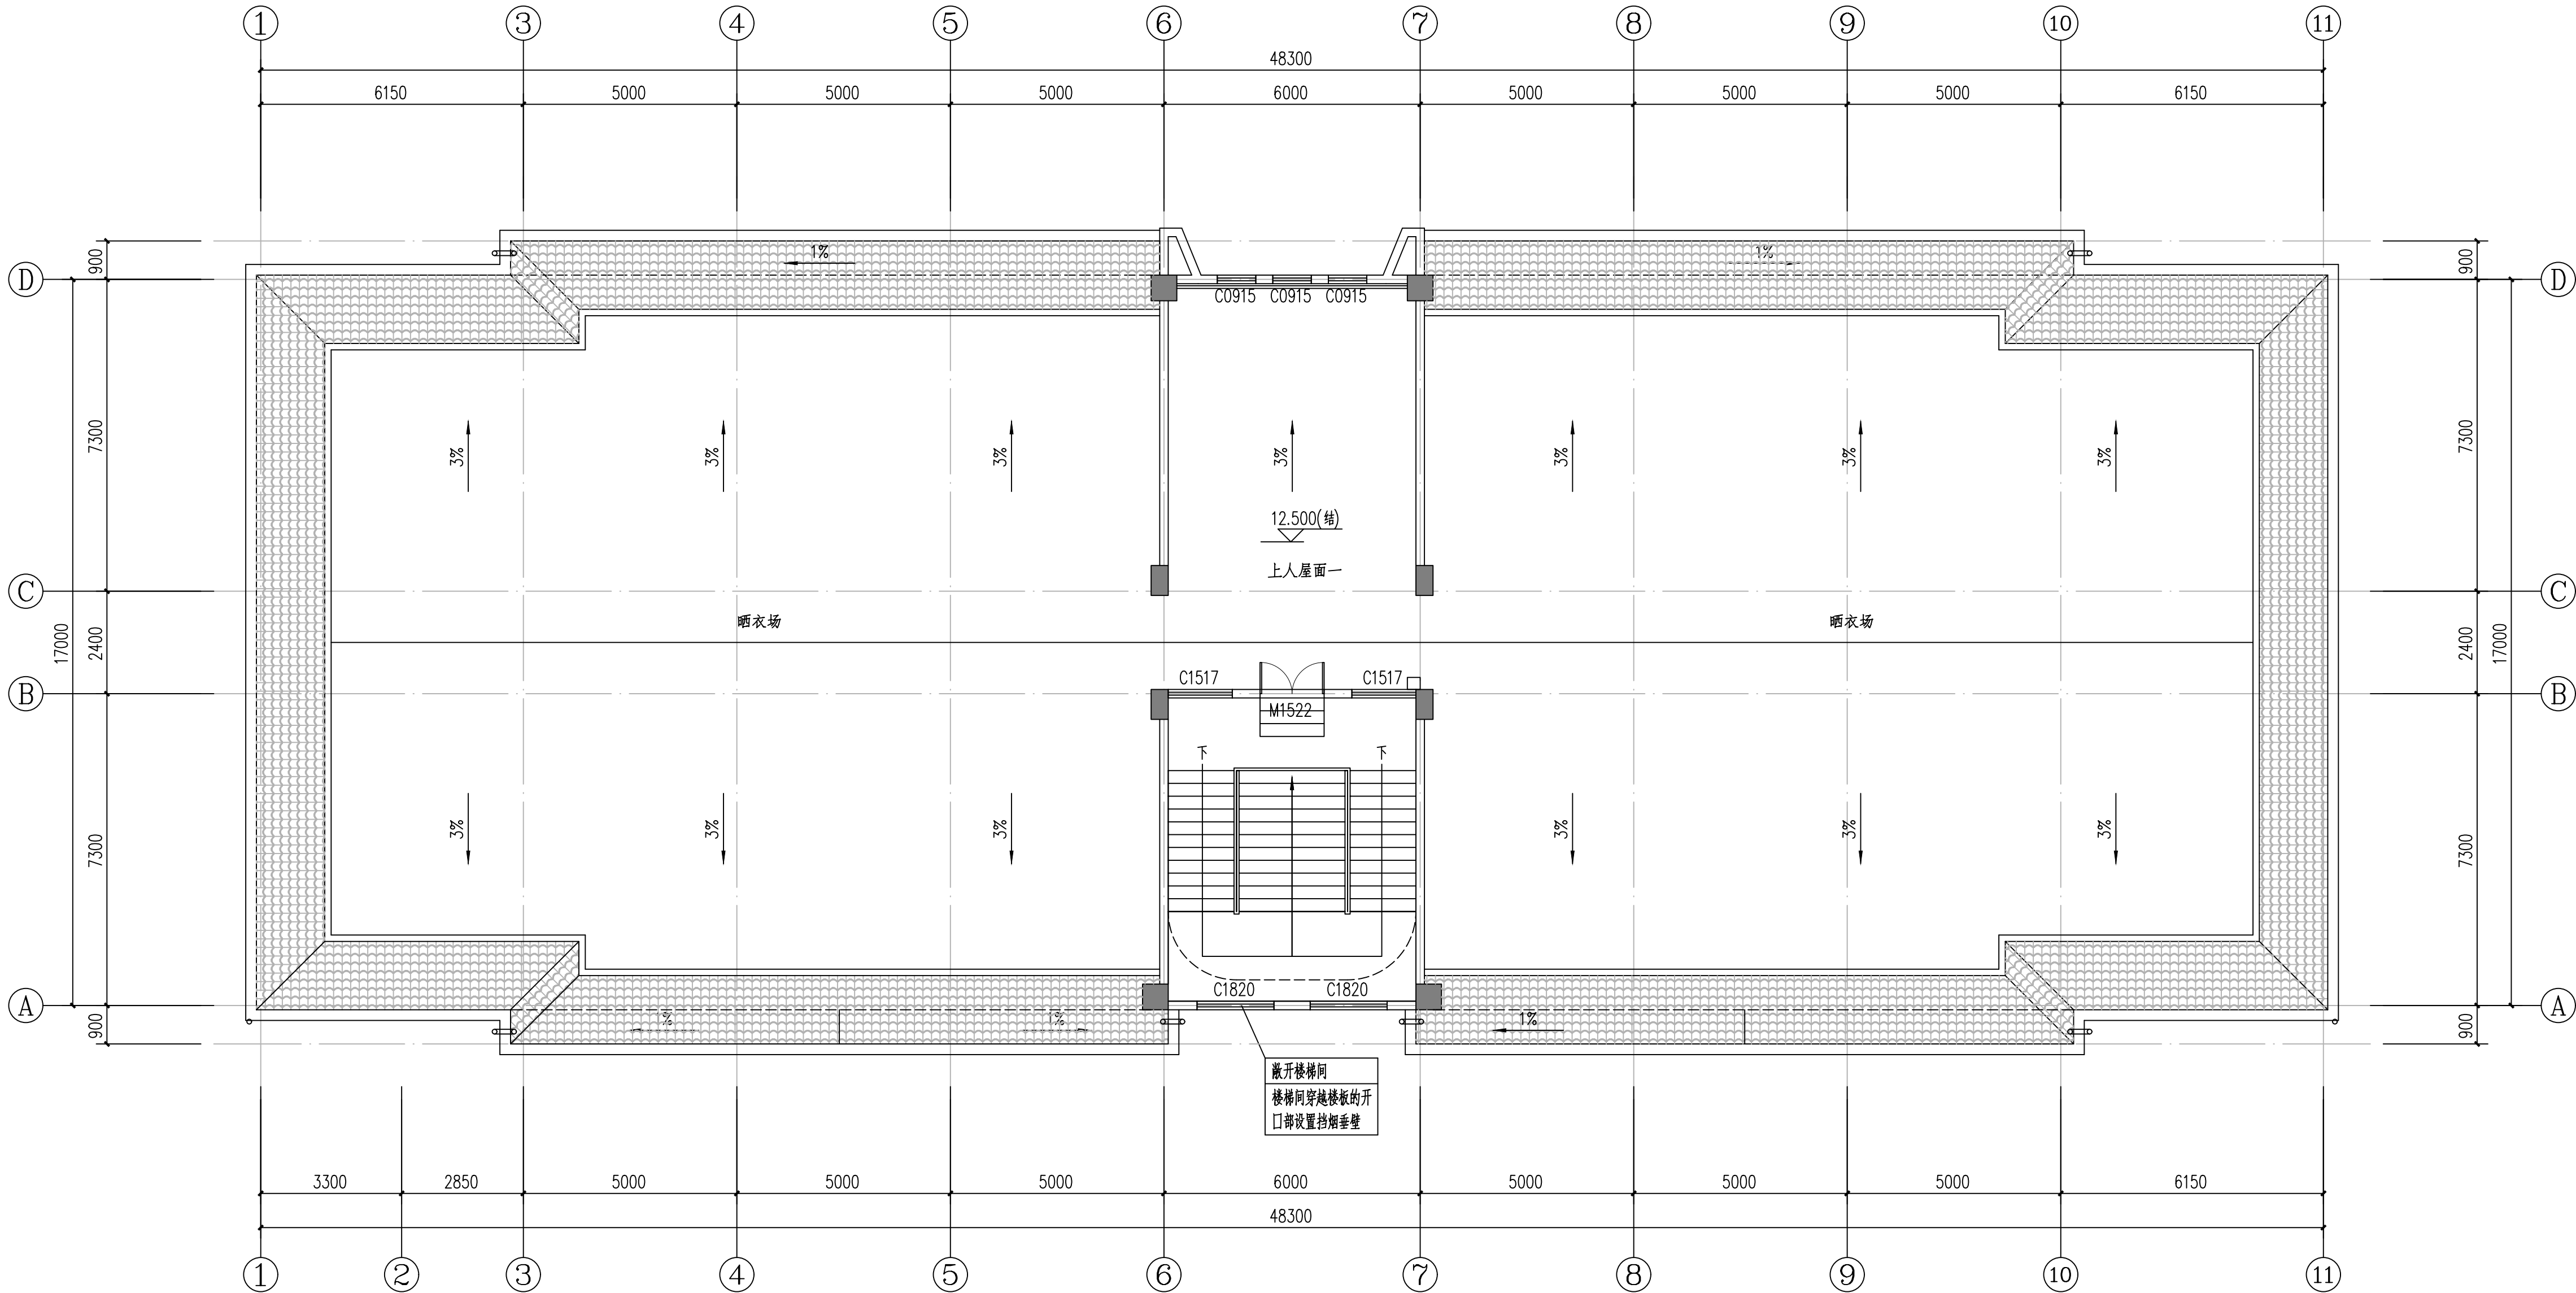 1 3 4 5 6 7 8 9 10 11
48300
6150 5000 5000 5000 6000 5000 5000 5000 6150
900 1% 1% 900
D D
C0915 C0915 C0915
7300 7300
3% 3% 3% 3% 3% 3% 3%
12.500(结)
上人屋面一
C C
晒衣场 晒衣场
17000 2400 2400 17000
C1517 C1517
B B
M1522
下 下
7300 3% 3% 3% 3% 3% 3% 7300
C1820 C1820
A A
900 % 1% 1% 900
敞开楼梯间
楼梯间穿越楼板的开
口部设置挡烟垂壁
3300 2850 5000 5000 5000 6000 5000 5000 5000 6150
48300
1 2 3 4 5 6 7 8 9 10 11